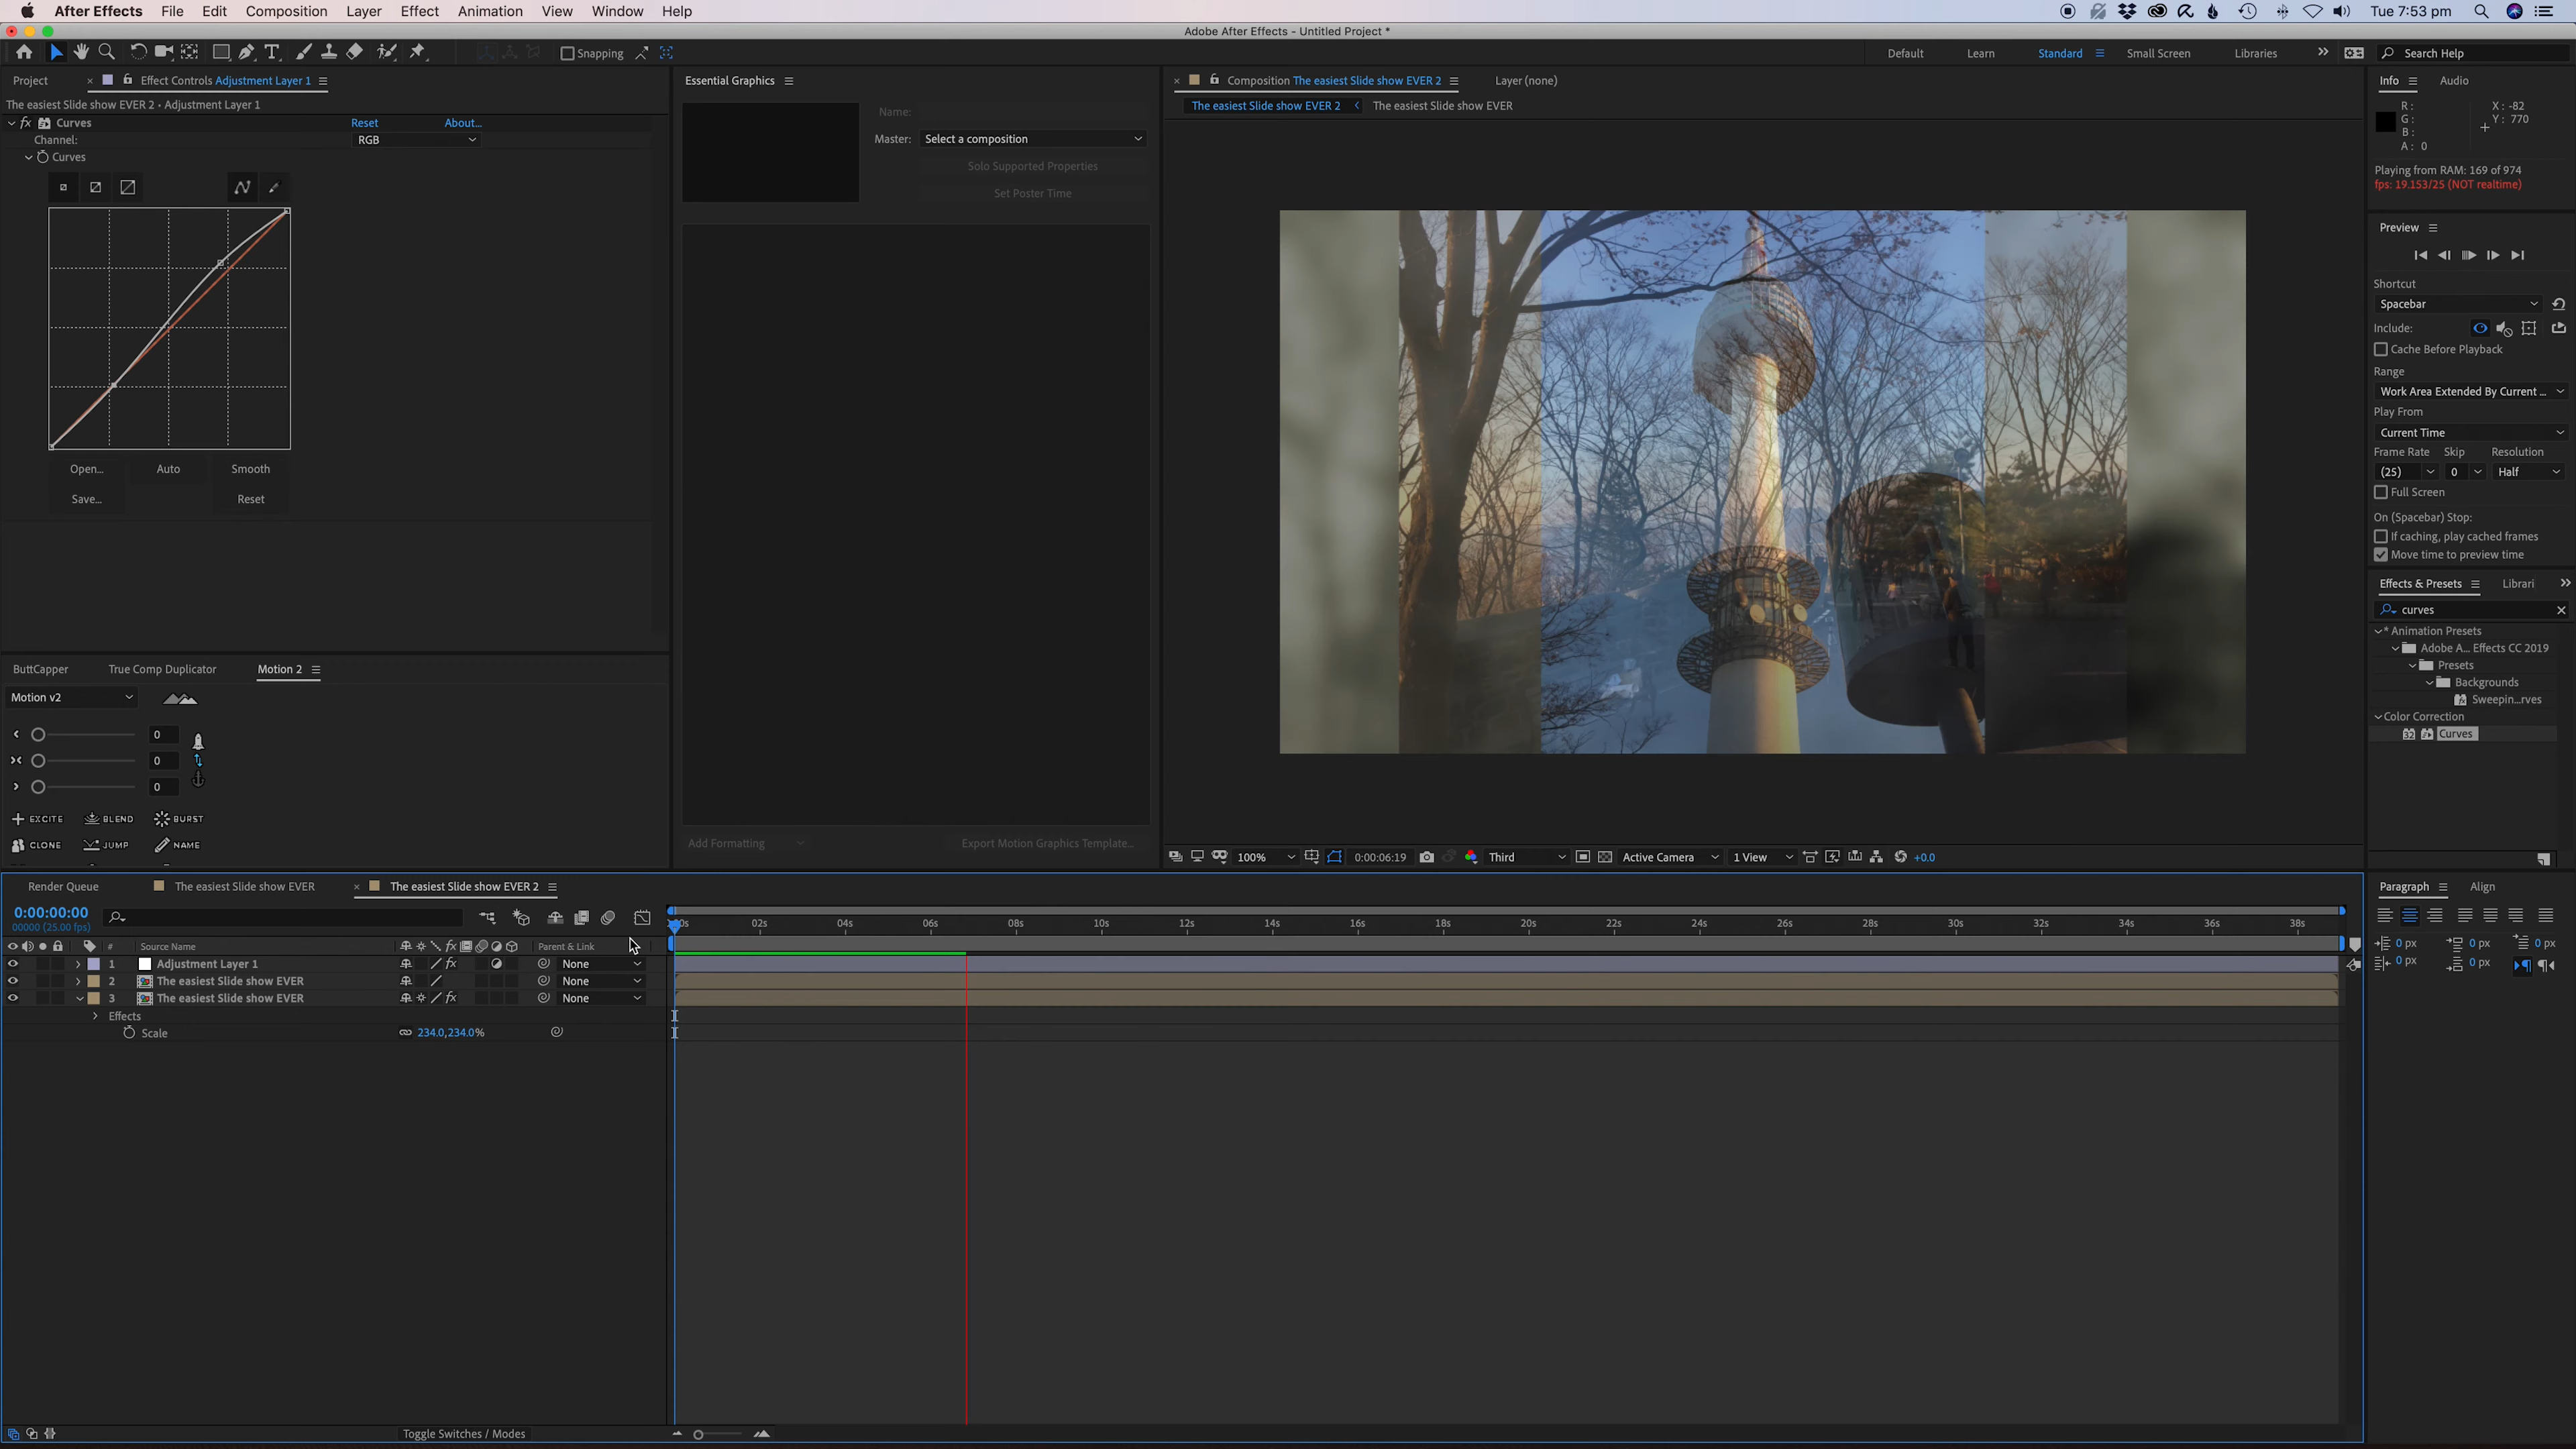 After Effects File Edit Composition Layer Effect Animation View Window Help Tue 7:53 pm
Adobe After Effects - Untitled Project *
Snapping Default Learn Standard Small Screen Libraries Search Help
Project Effect Controls Adjustment Layer 1
The easiest Slide show EVER 2 • Adjustment Layer 1
fx Curves Reset About...
Channel: RGB
Curves
Open... Auto Smooth
Save... Reset
Essential Graphics
Name:
Master: Select a composition
Solo Supported Properties
Set Poster Time
Add Formatting Export Motion Graphics Template...
Composition The easiest Slide show EVER 2 Layer (none)
The easiest Slide show EVER 2 The easiest Slide show EVER
100% 0:00:06:19 Third Active Camera 1 View +0.0
Info Audio
R: X: -82
G: Y: 770
B:
A: 0
Playing from RAM: 169 of 974
fps: 19.153/25 (NOT realtime)
Preview
Shortcut
Spacebar
Include:
Cache Before Playback
Range
Work Area Extended By Current ...
Play From
Current Time
Frame Rate Skip Resolution
(25) 0 Half
Full Screen
On (Spacebar) Stop:
If caching, play cached frames
Move time to preview time
Effects & Presets Librari
curves
* Animation Presets
Adobe A... Effects CC 2019
Presets
Backgrounds
Sweepin...rves
Color Correction
32 Curves
ButtCapper True Comp Duplicator Motion 2
Motion v2
0
0
0
EXCITE BLEND BURST
CLONE JUMP NAME
Render Queue The easiest Slide show EVER The easiest Slide show EVER 2
0:00:00:00
00000 (25.00 fps)
# Source Name fx Parent & Link
1 Adjustment Layer 1 fx None
2 The easiest Slide show EVER None
3 The easiest Slide show EVER fx None
Effects
Scale 234.0,234.0%
02s 04s 06s 08s 10s 12s 14s 16s 18s 20s 22s 24s 26s 28s 30s 32s 34s 36s 38s
Toggle Switches / Modes
Paragraph Align
0 px 0 px 0 px
0 px 0 px